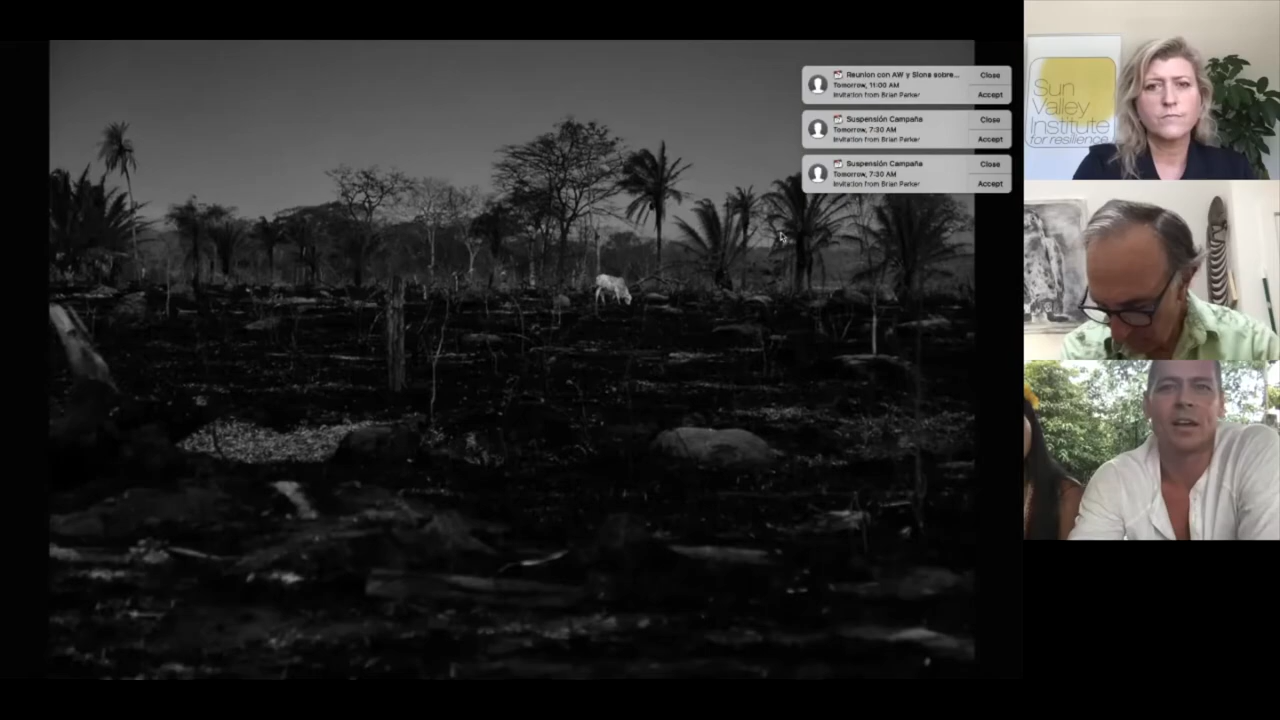 Reunion con AW y Siona sobre...
Close
Tomorrow, 11:00 AM
Invitation from Brian Parker
Accept
Suspensión Campaña
Close
Tomorrow, 7:30 AM
Invitation from Brian Parker
Accept
Suspensión Campaña
Close
Tomorrow, 7:30 AM
Invitation from Brian Parker
Accept
Sun
Valley
Institute
for resilience